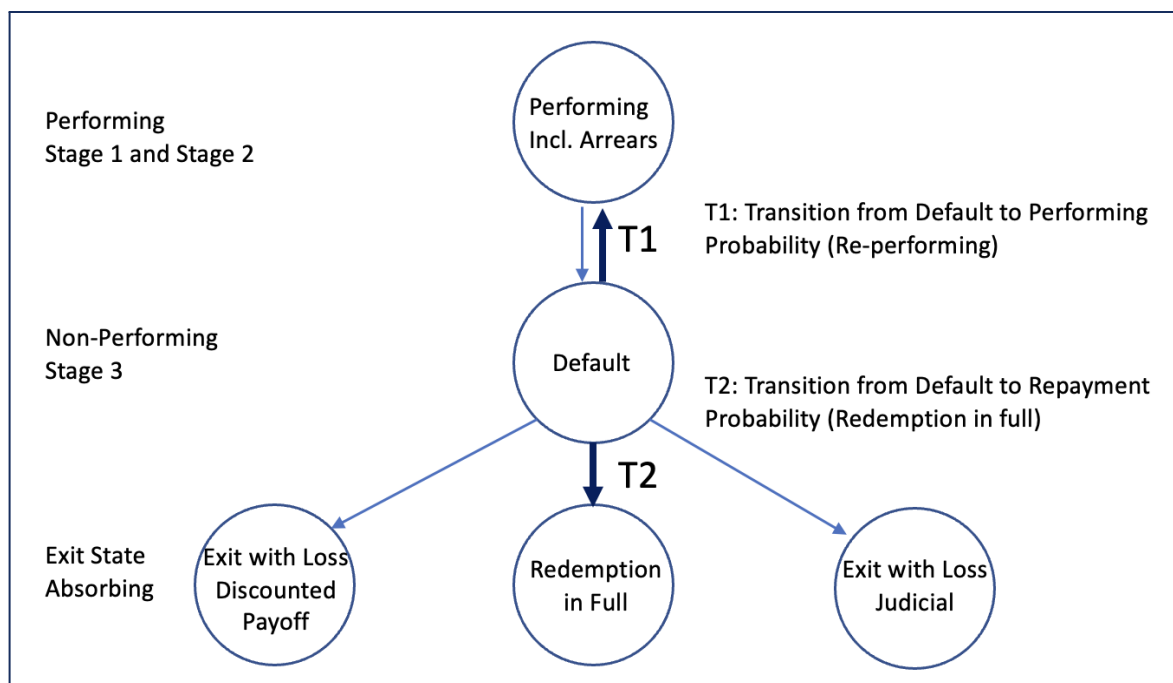 Performing
Stage 1 and Stage 2
Performing
Incl. Arrears
T1
T1: Transition from Default to Performing
Probability (Re-performing)
Non-Performing
Stage 3
Default
T2: Transition from Default to Repayment
Probability (Redemption in full)
T2
Exit State
Absorbing
Exit with Loss
Discounted
Payoff
Redemption
in Full
Exit with Loss
Judicial